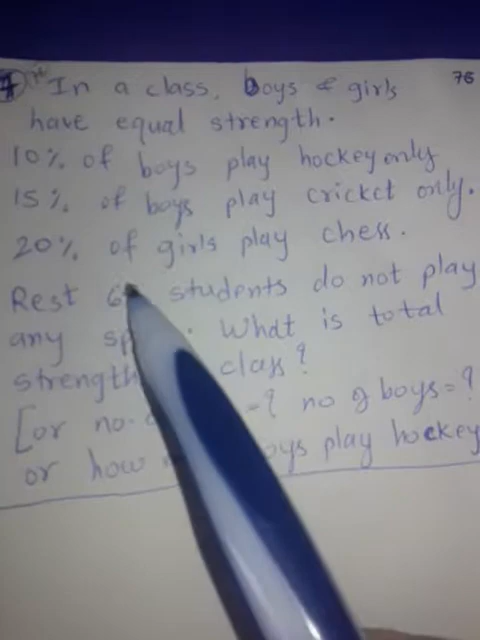 7 In a class, boys & girls 76
have equal strength.
10% of boys play hockey only
15% of boys play cricket only.
20% of girls play chess.
Rest students do not play
any What is total
strength class?
[or no. =? no of boys=?
or how boys play hockey